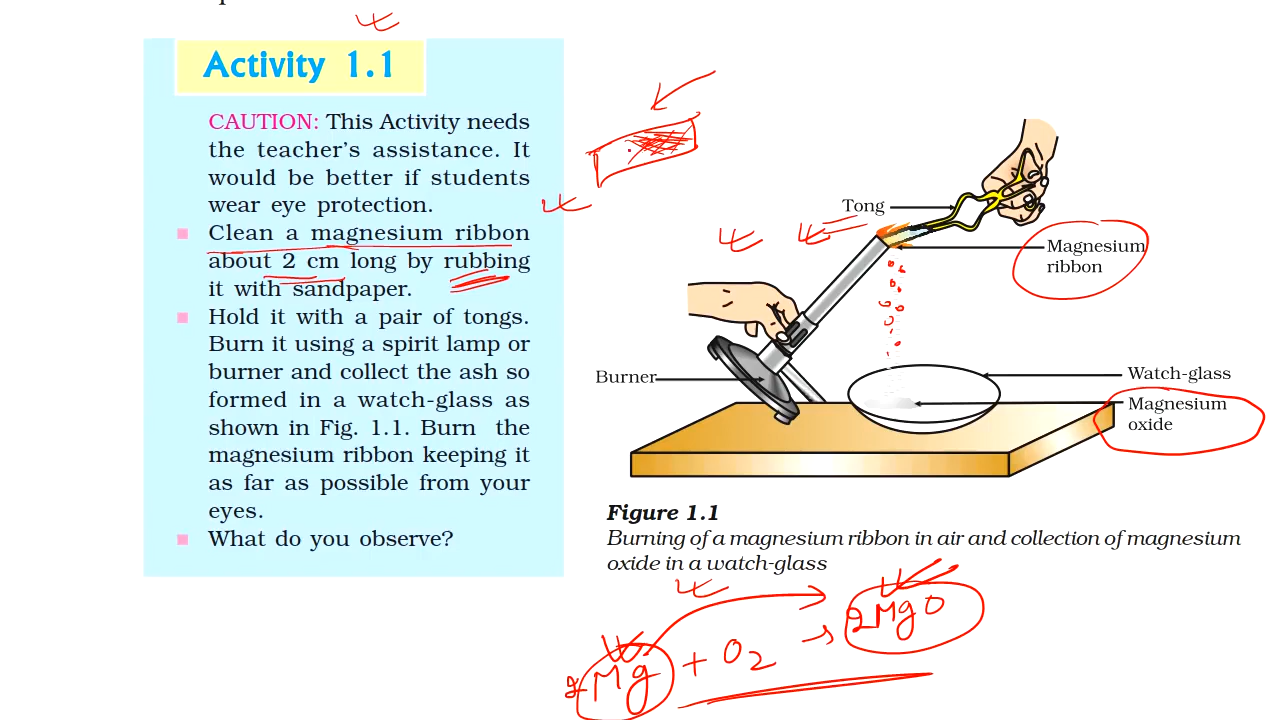 Activity 1.1
CAUTION: This Activity needs
the teacher's assistance. It
would be better if students
wear eye protection.
Clean a magnesium ribbon
about 2 cm long by rubbing
it with sandpaper.
Hold it with a pair of tongs.
Burn it using a spirit lamp or
burner and collect the ash so
formed in a watch-glass as
shown in Fig. 1.1. Burn the
magnesium ribbon keeping it
as far as possible from your
eyes.
What do you observe?
Tong
Magnesium
ribbon
Burner
Watch-glass
Magnesium
oxide
Figure 1.1
Burning of a magnesium ribbon in air and collection of magnesium
oxide in a watch-glass
2Mg + O2 → 2MgO